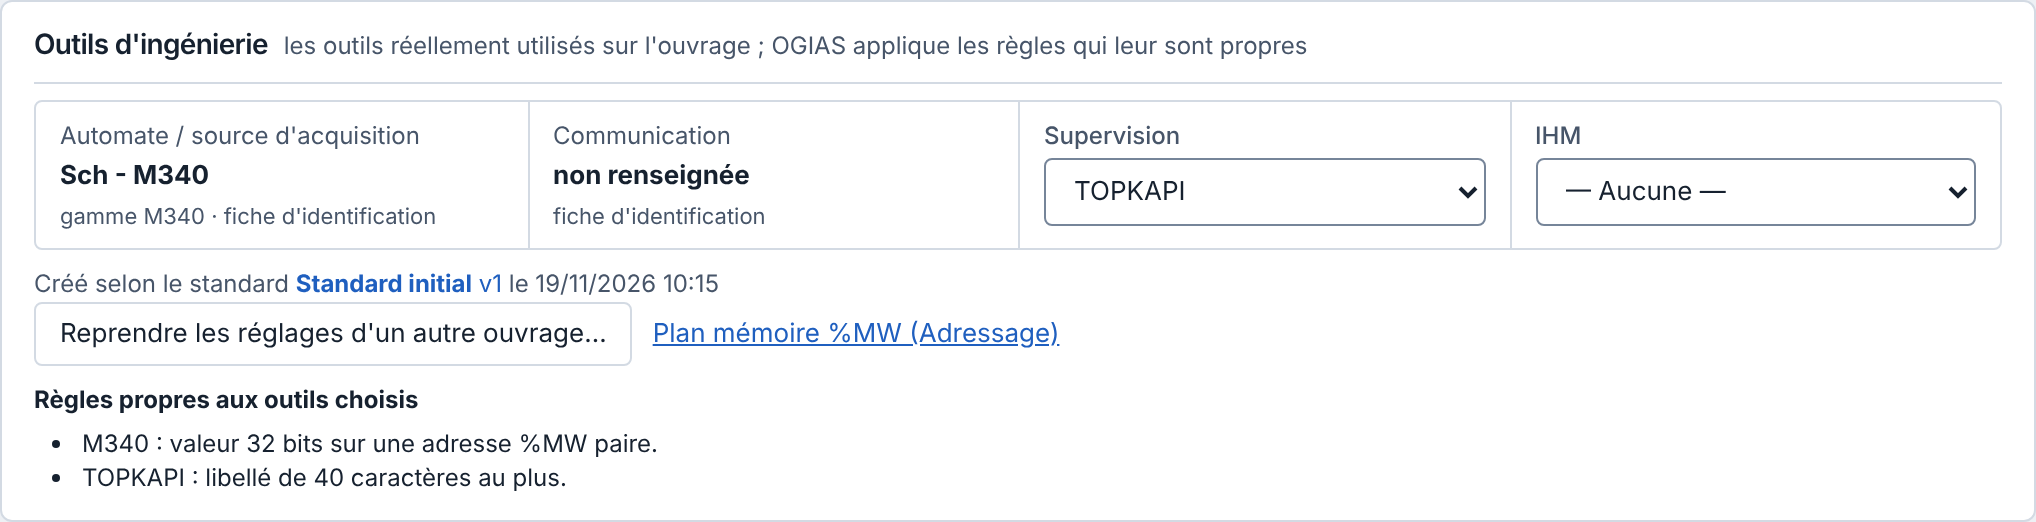 Outils d'ingénierie les outils réellement utilisés sur l'ouvrage ; OGIAS applique les règles qui leur sont propres
Automate / source d'acquisition
Sch - M340
gamme M340 · fiche d'identification
Communication
non renseignée
fiche d'identification
Supervision
TOPKAPI
IHM
— Aucune —
Créé selon le standard Standard initial v1 le 19/11/2026 10:15
Reprendre les réglages d'un autre ouvrage...
Plan mémoire %MW (Adressage)
Règles propres aux outils choisis
• M340 : valeur 32 bits sur une adresse %MW paire.
• TOPKAPI : libellé de 40 caractères au plus.